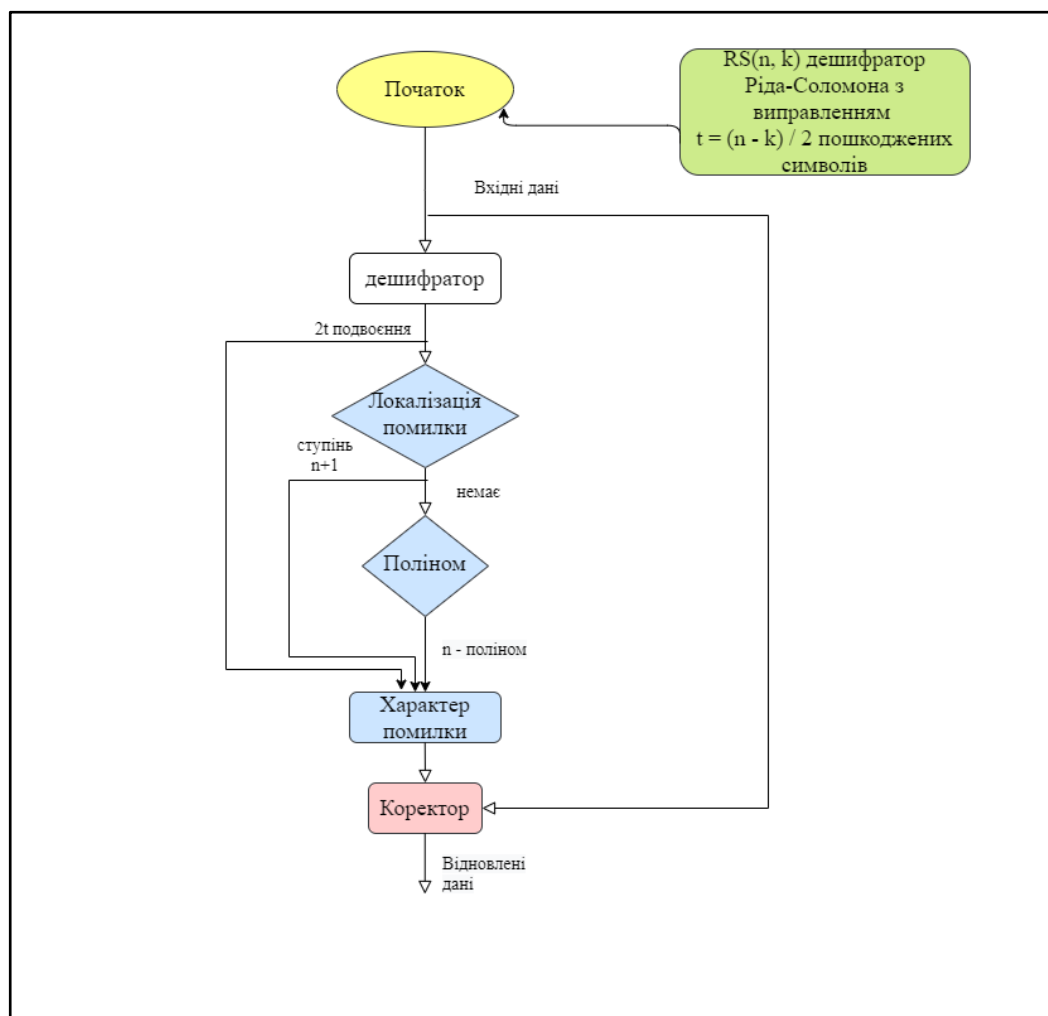 Початок
RS(n, k) дешифратор
Ріда-Соломона з
виправленням
t = (n - k) / 2 пошкоджених
символів
Вхідні дані
дешифратор
2t подвоєння
Локалізація
помилки
ступінь
n+1
немає
Поліном
n - поліном
Характер
помилки
Коректор
Відновлені
дані